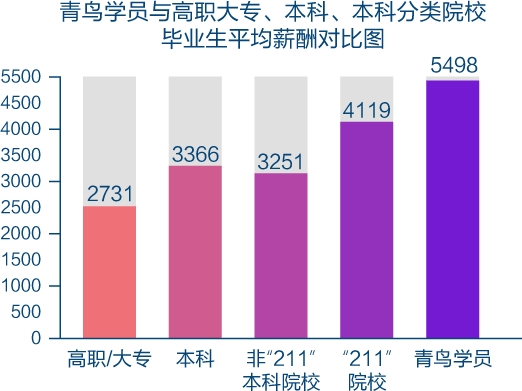 青鸟学员与高职大专、本科、本科分类院校
毕业生平均薪酬对比图
5500
4500
4000
3500
3000
2500
2000
1500
1000
500
0
2731
3366
3251
4119
5498
高职/大专
本科
非“211”
本科院校
“211”
院校
青鸟学员